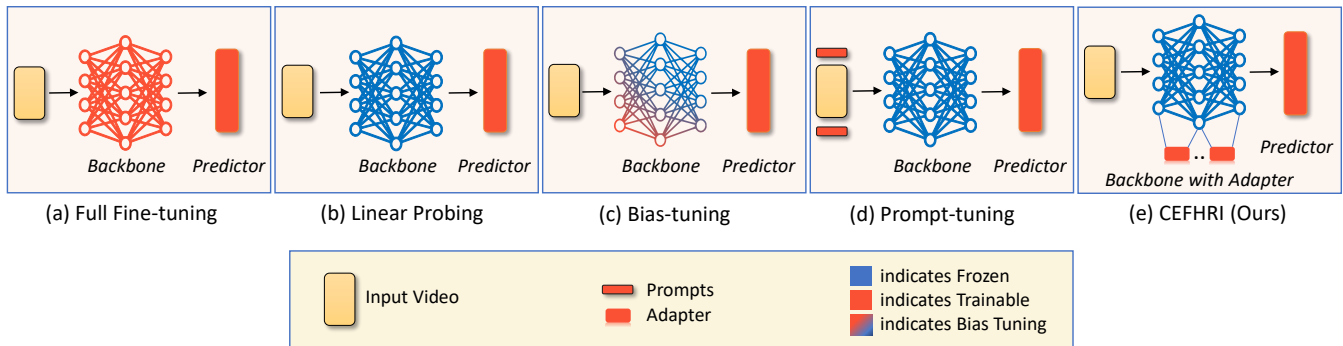 Backbone Predictor
(a) Full Fine-tuning
Backbone Predictor
(b) Linear Probing
Backbone Predictor
(c) Bias-tuning
Backbone Predictor
(d) Prompt-tuning
..
Predictor
Backbone with Adapter
(e) CEFHRI (Ours)
Input Video
Prompts
Adapter
indicates Frozen
indicates Trainable
indicates Bias Tuning